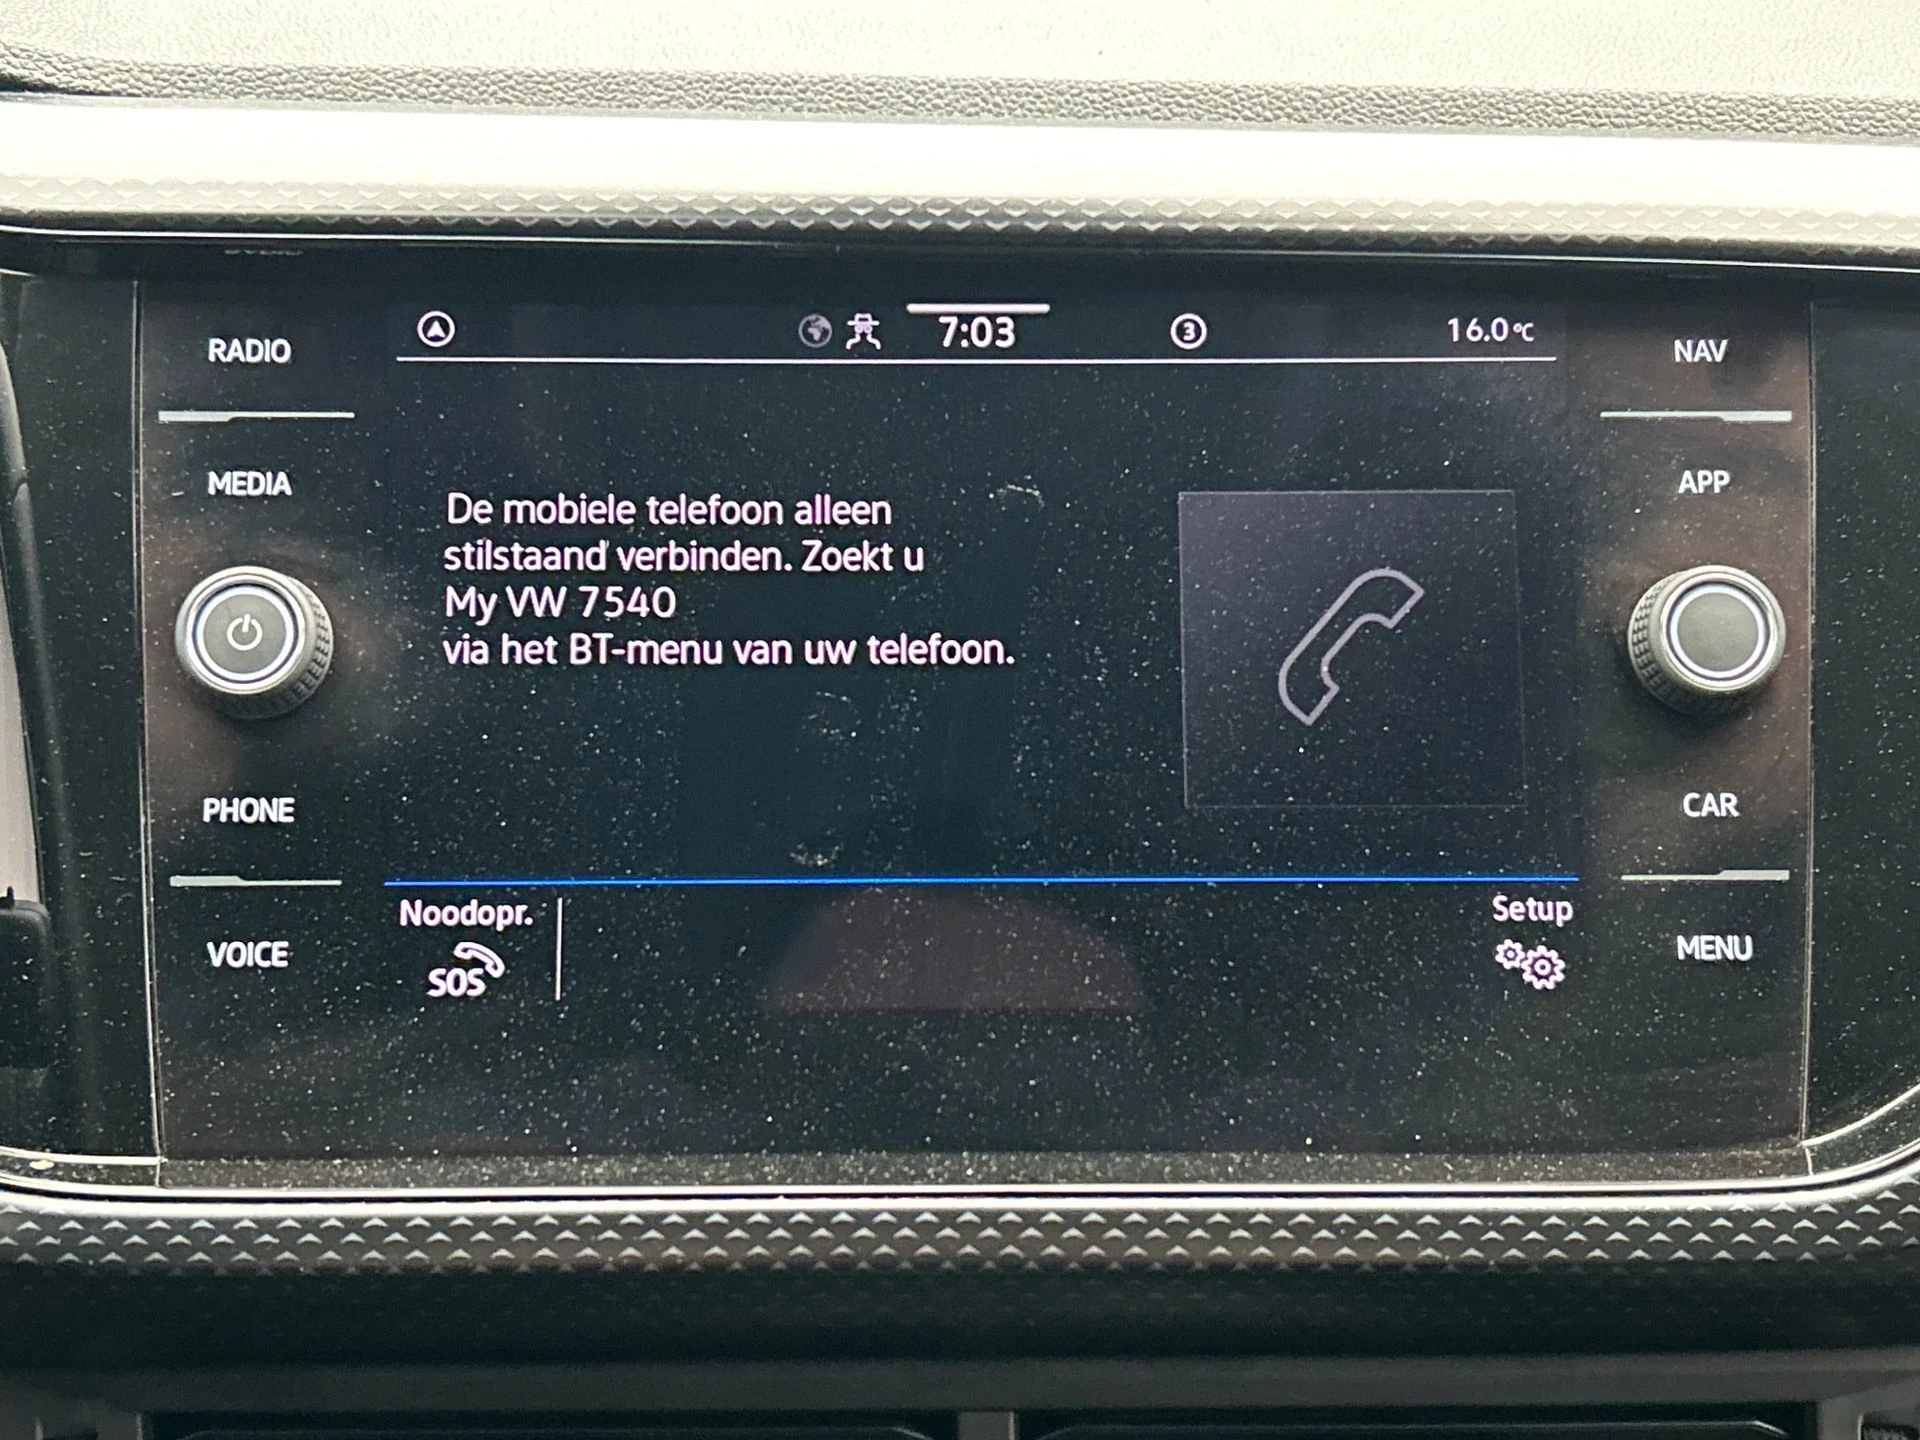 RADIO
MEDIA
PHONE
VOICE
7:03
3
16.0°C
De mobiele telefoon alleen
stilstaand verbinden. Zoekt u
My VW 7540
via het BT-menu van uw telefoon.
Noodopr.
SOS
Setup
NAV
APP
CAR
MENU